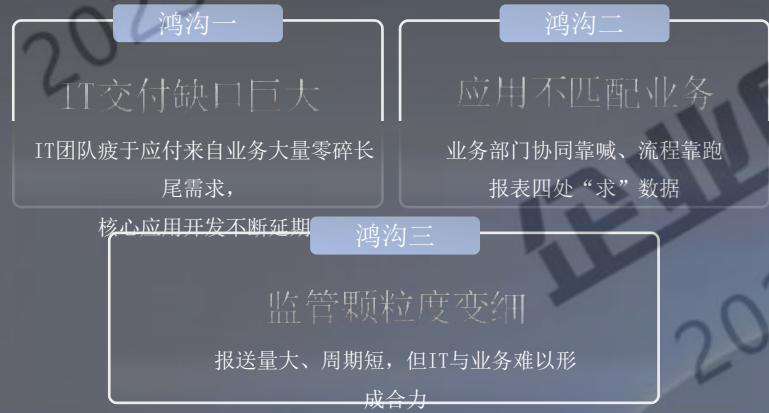 鸿沟一
IT交付缺口巨大
IT团队疲于应付来自业务大量零碎长
尾需求，
核心应用开发不断延期
鸿沟二
应用不匹配业务
业务部门协同靠喊、流程靠跑
报表四处“求”数据
鸿沟三
监管颗粒度变细
报送量大、周期短，但IT与业务难以形
成合力
202
企业
202